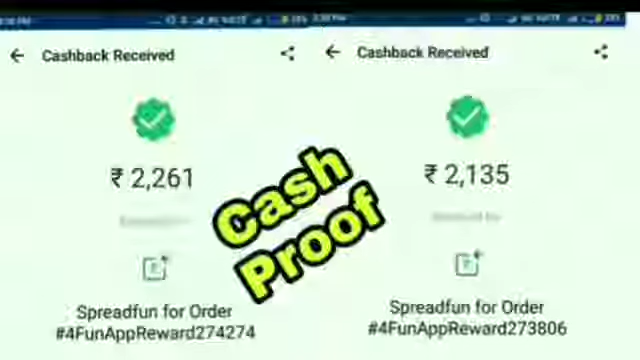 Cashback Received
₹ 2,261
Spreadfun for Order
#4FunAppReward274274
Cashback Received
₹ 2,135
Spreadfun for Order
#4FunAppReward273806
Cash
Proof